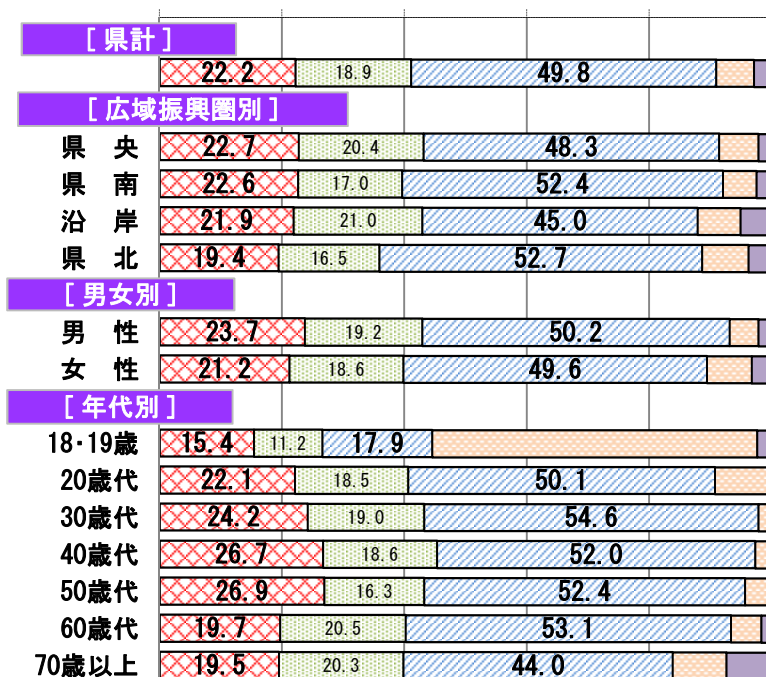 [ 県計 ]
22.2 18.9 49.8
[ 広域振興圏別 ]
県 央 22.7 20.4 48.3
県 南 22.6 17.0 52.4
沿 岸 21.9 21.0 45.0
県 北 19.4 16.5 52.7
[ 男女別 ]
男 性 23.7 19.2 50.2
女 性 21.2 18.6 49.6
[ 年代別 ]
18・19歳 15.4 11.2 17.9
20歳代 22.1 18.5 50.1
30歳代 24.2 19.0 54.6
40歳代 26.7 18.6 52.0
50歳代 26.9 16.3 52.4
60歳代 19.7 20.5 53.1
70歳以上 19.5 20.3 44.0